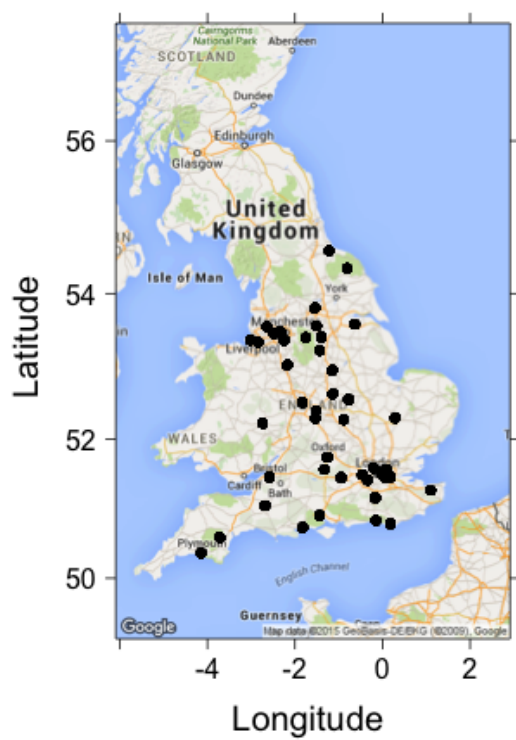 Cairngorms
National Park
Aberdeen
SCOTLAND
Dundee
56
Edinburgh
Glasgow
United
Kingdom
Isle of Man
54
York
Manchester
Liverpool
Latitude
ENGLAND
52
WALES
Oxford
London
Bristol
Cardiff
Bath
Plymouth
50
English Channel
Guernsey
Google
Map data ©2015 GeoBasis-DE/BKG (©2009), Google
-4
-2
0
2
Longitude